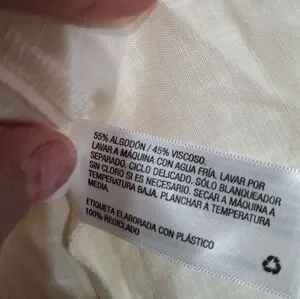 55% ALGODÓN / 45% VISCOSO.
LAVAR A MÁQUINA CON AGUA FRÍA. LAVAR POR
SEPARADO. CICLO DELICADO. SÓLO BLANQUEADOR
SIN CLORO SI ES NECESARIO. SECAR A MÁQUINA A
TEMPERATURA BAJA. PLANCHAR A TEMPERATURA
MEDIA.
ETIQUETA ELABORADA CON PLÁSTICO
100% RECICLADO